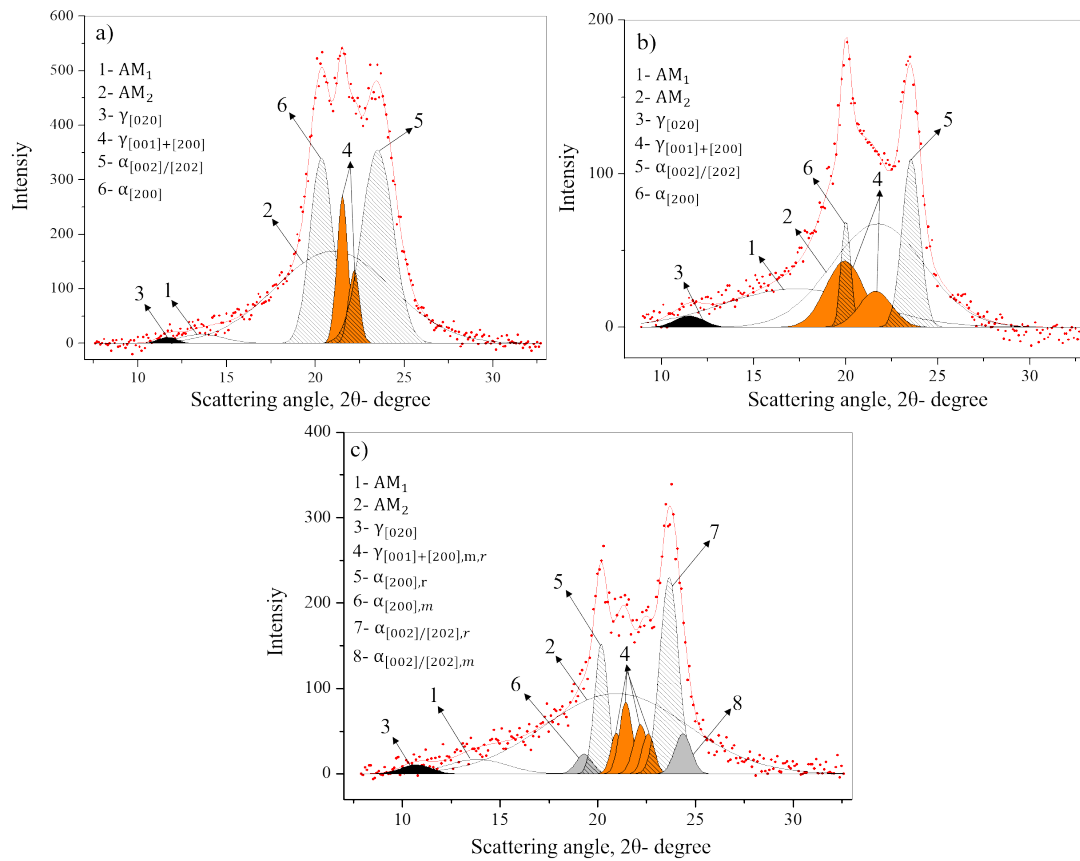 a)
600
500
400
300
200
100
0
Intensiy
1- AM₁
2- AM₂
3- γ[020]
4- γ[001]+[200]
5- α[002]/[202]
6- α[200]
6
4
5
2
3
1
10 15 20 25 30
Scattering angle, 2θ- degree
b)
200
100
0
Intensiy
1- AM₁
2- AM₂
3- γ[020]
4- γ[001]+[200]
5- α[002]/[202]
6- α[200]
5
6
4
2
1
3
10 15 20 25 30
Scattering angle, 2θ- degree
c)
400
300
200
100
0
Intensiy
1- AM₁
2- AM₂
3- γ[020]
4- γ[001]+[200],m,r
5- α[200],r
6- α[200],m
7- α[002]/[202],r
8- α[002]/[202],m
7
5
2
4
6
1
8
3
10 15 20 25 30
Scattering angle, 2θ- degree